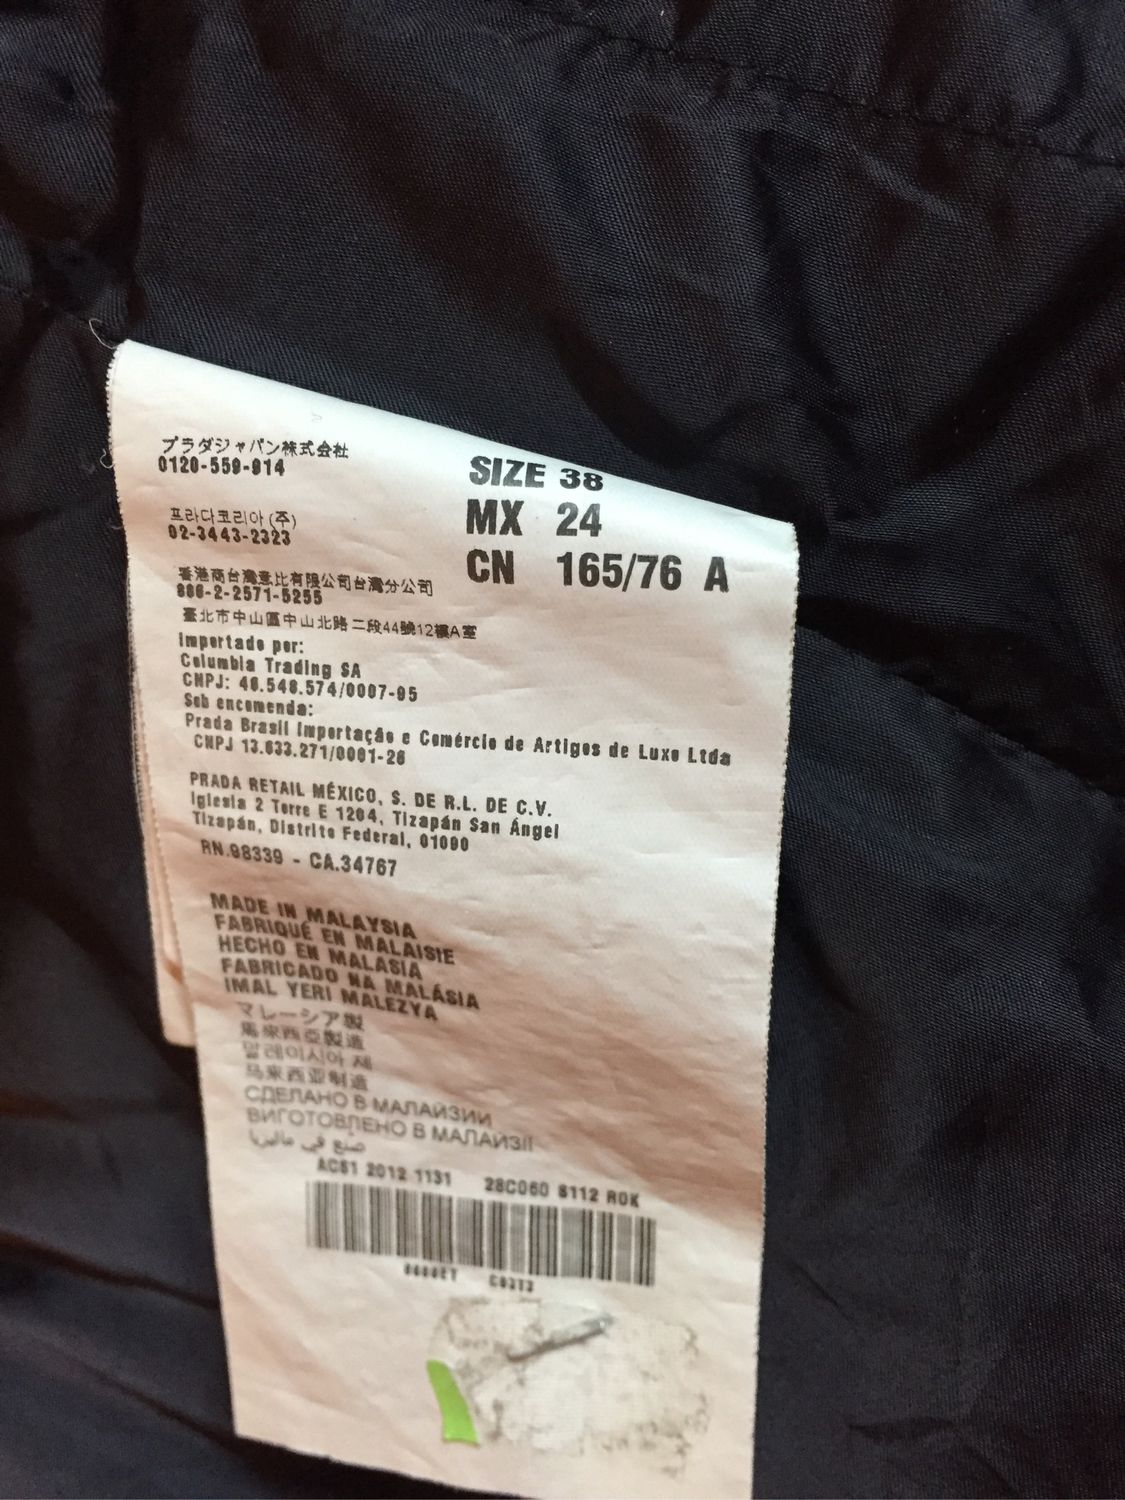 プラダジャパン株式会社
0120-559-914
프라다코리아 (주)
02-3443-2323
香港商台灣意比有限公司台灣分公司
886-2-2571-5255
臺北市中山區中山北路二段44號12樓A室
Importado por:
Columbia Trading SA
CNPJ: 46.548.574/0007-95
Sob encomenda:
Prada Brasil Importação e Comércio de Artigos de Luxo Ltda
CNPJ 13.633.271/0001-26
PRADA RETAIL MÉXICO, S. DE R.L. DE C.V.
Iglesia 2 Torre E 1204, Tizapán San Ángel
Tizapán, Distrito Federal, 01090
RN.98339 - CA.34767
SIZE 38
MX 24
CN 165/76 A
MADE IN MALAYSIA
FABRIQUÉ EN MALAISIE
HECHO EN MALASIA
FABRICADO NA MALÁSIA
IMAL YERI MALEZYA
マレーシア製
馬來西亞製造
말레이시아 제
马来西亚制造
СДЕЛАНО В МАЛАЙЗИИ
ВИГОТОВЛЕНО В МАЛАЙЗІЇ
صنع في ماليزيا
AC81 2012 1131 28C060 S112 R0K